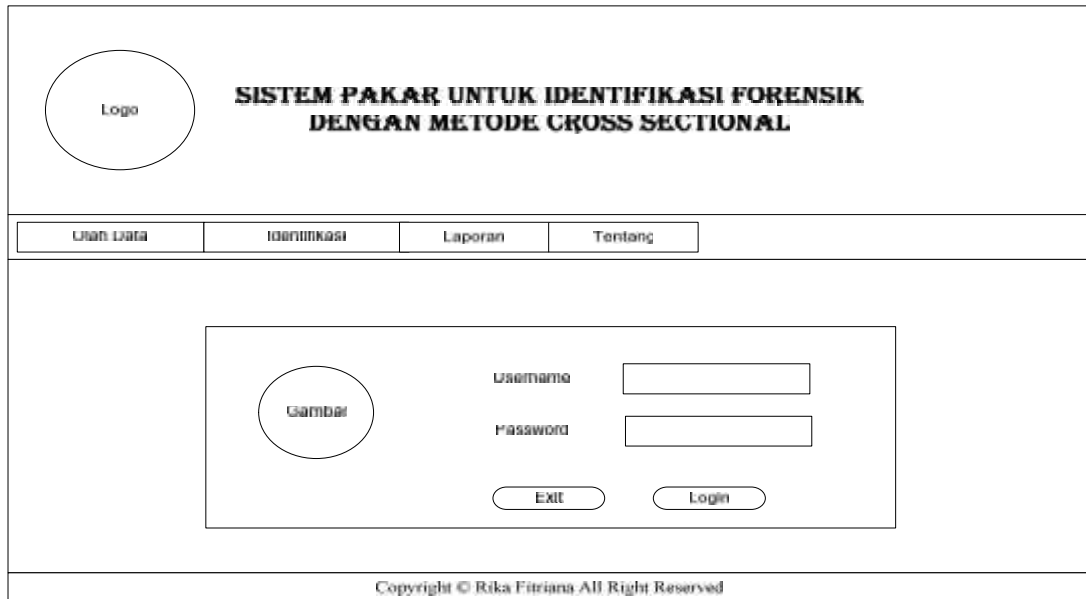 Logo
SISTEM PAKAR UNTUK IDENTIFIKASI FORENSIK
DENGAN METODE CROSS SECTIONAL
Olah Data Identifikasi Laporan Tentang
Gambar
Username
Password
Exit Login
Copyright © Rika Fitriana All Right Reserved